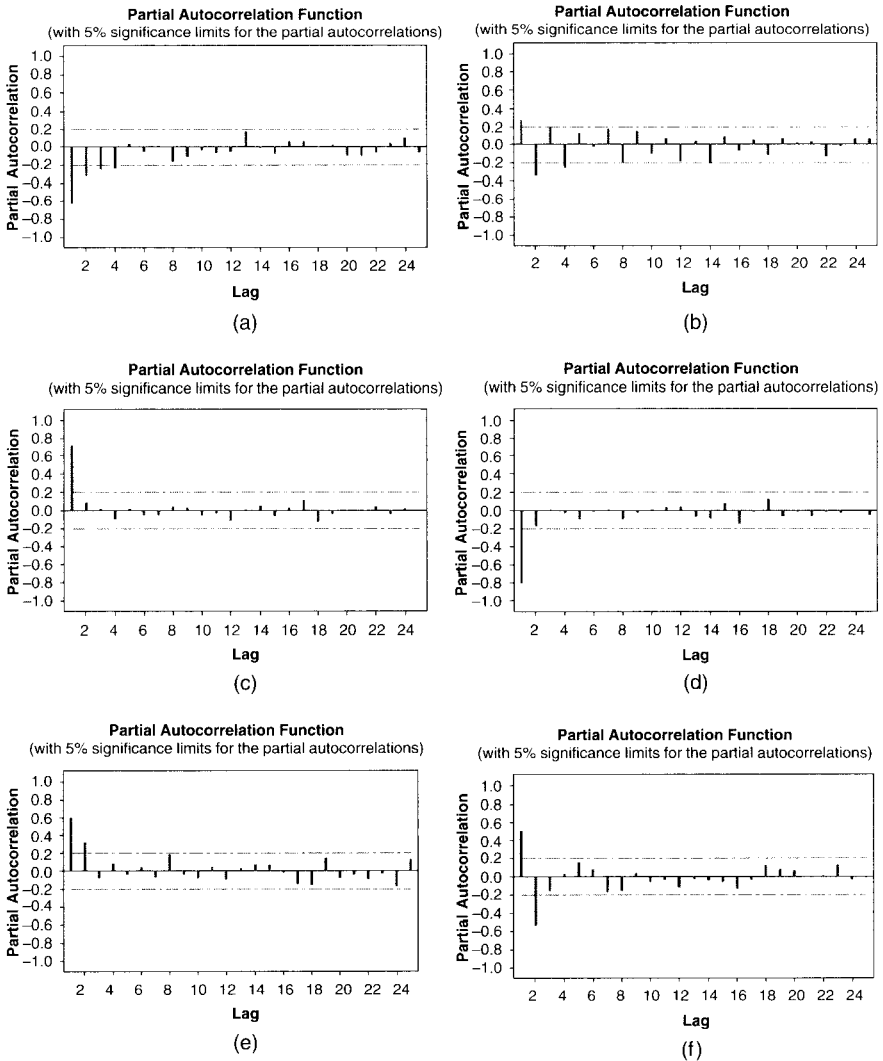 Partial Autocorrelation Function
(with 5% significance limits for the partial autocorrelations)
Partial Autocorrelation
1.0
0.8
0.6
0.4
0.2
0.0
−0.2
−0.4
−0.6
−0.8
−1.0
2 4 6 8 10 12 14 16 18 20 22 24
Lag
(a)
Partial Autocorrelation Function
(with 5% significance limits for the partial autocorrelations)
Partial Autocorrelation
1.0
0.8
0.6
0.4
0.2
0.0
−0.2
−0.4
−0.6
−0.8
−1.0
2 4 6 8 10 12 14 16 18 20 22 24
Lag
(b)
Partial Autocorrelation Function
(with 5% significance limits for the partial autocorrelations)
Partial Autocorrelation
1.0
0.8
0.6
0.4
0.2
0.0
−0.2
−0.4
−0.6
−0.8
−1.0
2 4 6 8 10 12 14 16 18 20 22 24
Lag
(c)
Partial Autocorrelation Function
(with 5% significance limits for the partial autocorrelations)
Partial Autocorrelation
1.0
0.8
0.6
0.4
0.2
0.0
−0.2
−0.4
−0.6
−0.8
−1.0
2 4 6 8 10 12 14 16 18 20 22 24
Lag
(d)
Partial Autocorrelation Function
(with 5% significance limits for the partial autocorrelations)
Partial Autocorrelation
1.0
0.8
0.6
0.4
0.2
0.0
−0.2
−0.4
−0.6
−0.8
−1.0
2 4 6 8 10 12 14 16 18 20 22 24
Lag
(e)
Partial Autocorrelation Function
(with 5% significance limits for the partial autocorrelations)
Partial Autocorrelation
1.0
0.8
0.6
0.4
0.2
0.0
−0.2
−0.4
−0.6
−0.8
−1.0
2 4 6 8 10 12 14 16 18 20 22 24
Lag
(f)